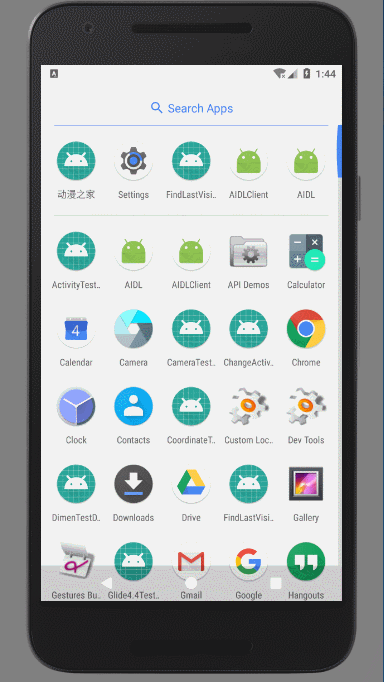 A
1:44
Search Apps
动漫之家 Settings FindLastVisi.. AIDLClient AIDL
ActivityTest.. AIDL AIDLClient API Demos Calculator
4
Calendar Camera CameraTest.. ChangeActiv.. Chrome
Clock Contacts CoordinateT.. Custom Loc.. Dev Tools
DimenTestD.. Downloads Drive FindLastVisi.. Gallery
Gestures Bu.. Glide4.4Test.. Gmail Google Hangouts